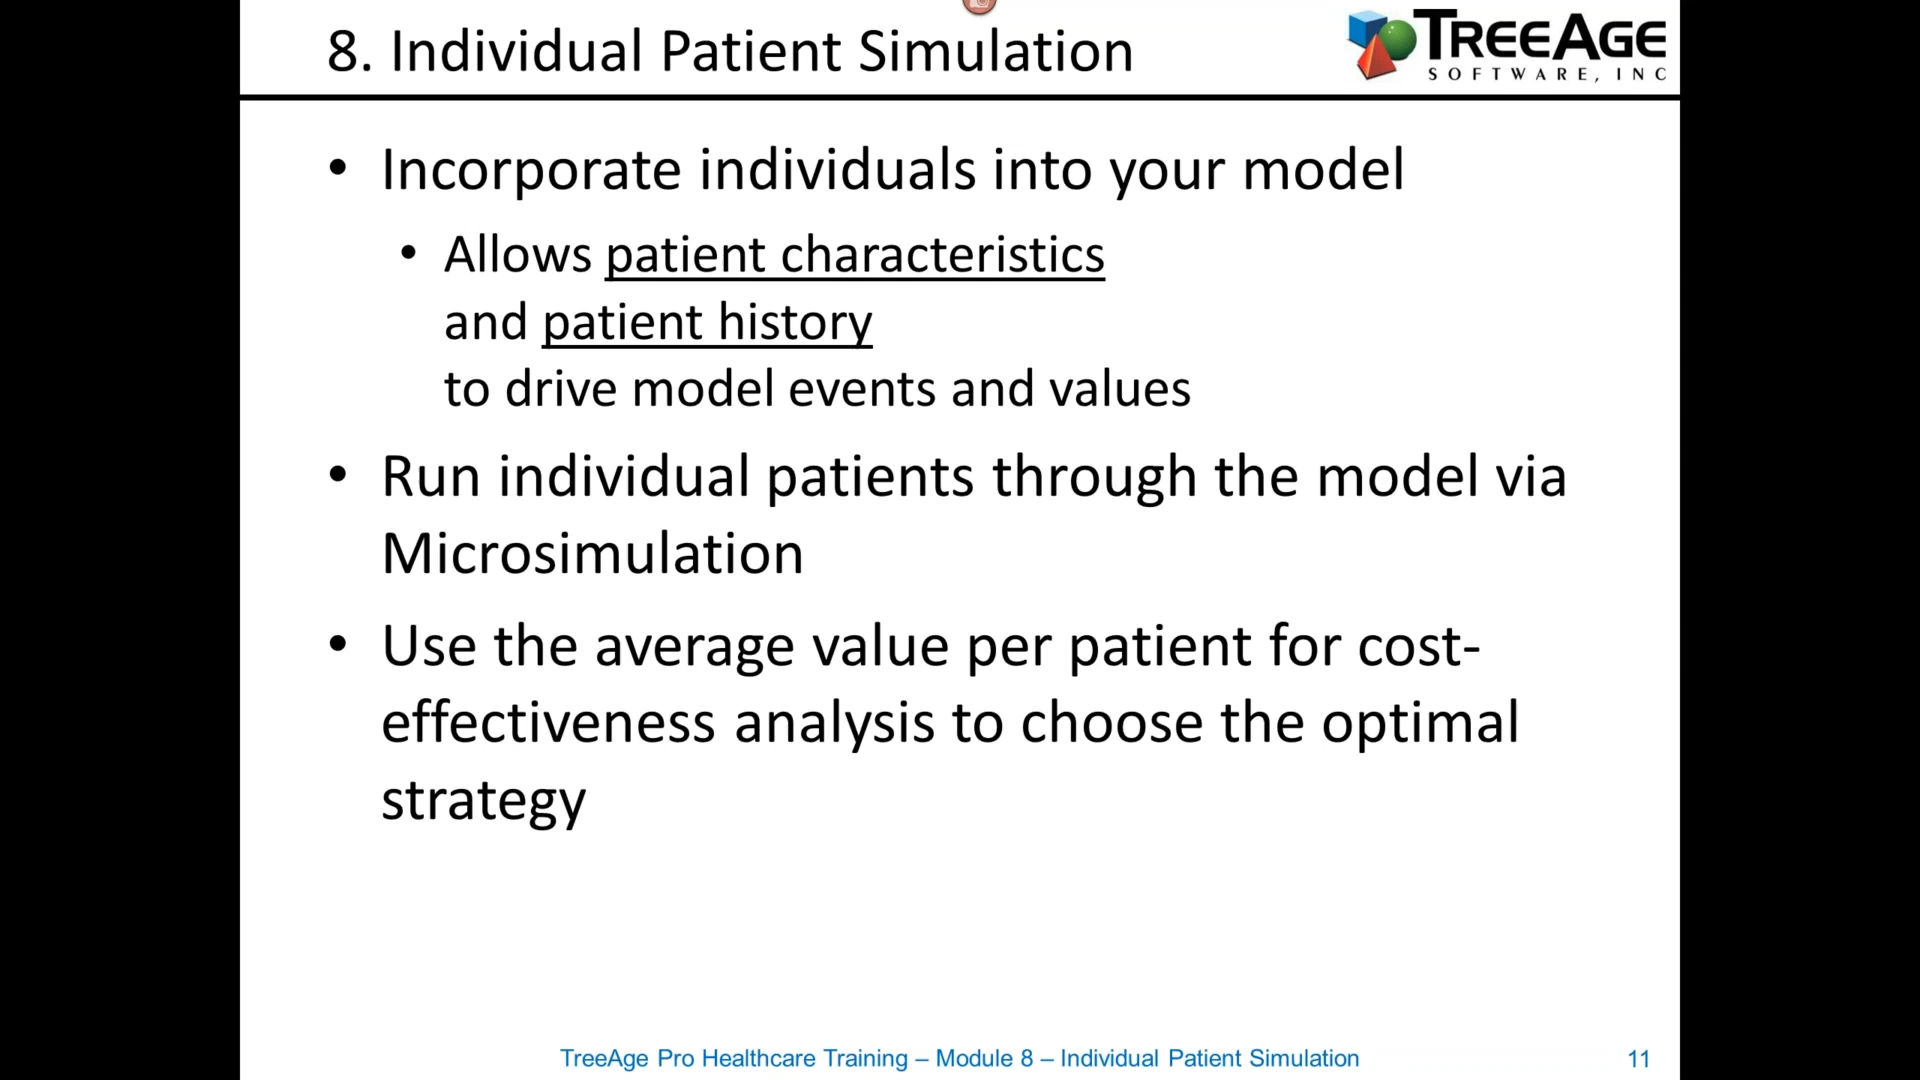 8. Individual Patient Simulation
TREEAGE
SOFTWARE, INC
• Incorporate individuals into your model
• Allows patient characteristics
and patient history
to drive model events and values
• Run individual patients through the model via
Microsimulation
• Use the average value per patient for cost-
effectiveness analysis to choose the optimal
strategy
TreeAge Pro Healthcare Training – Module 8 – Individual Patient Simulation
11